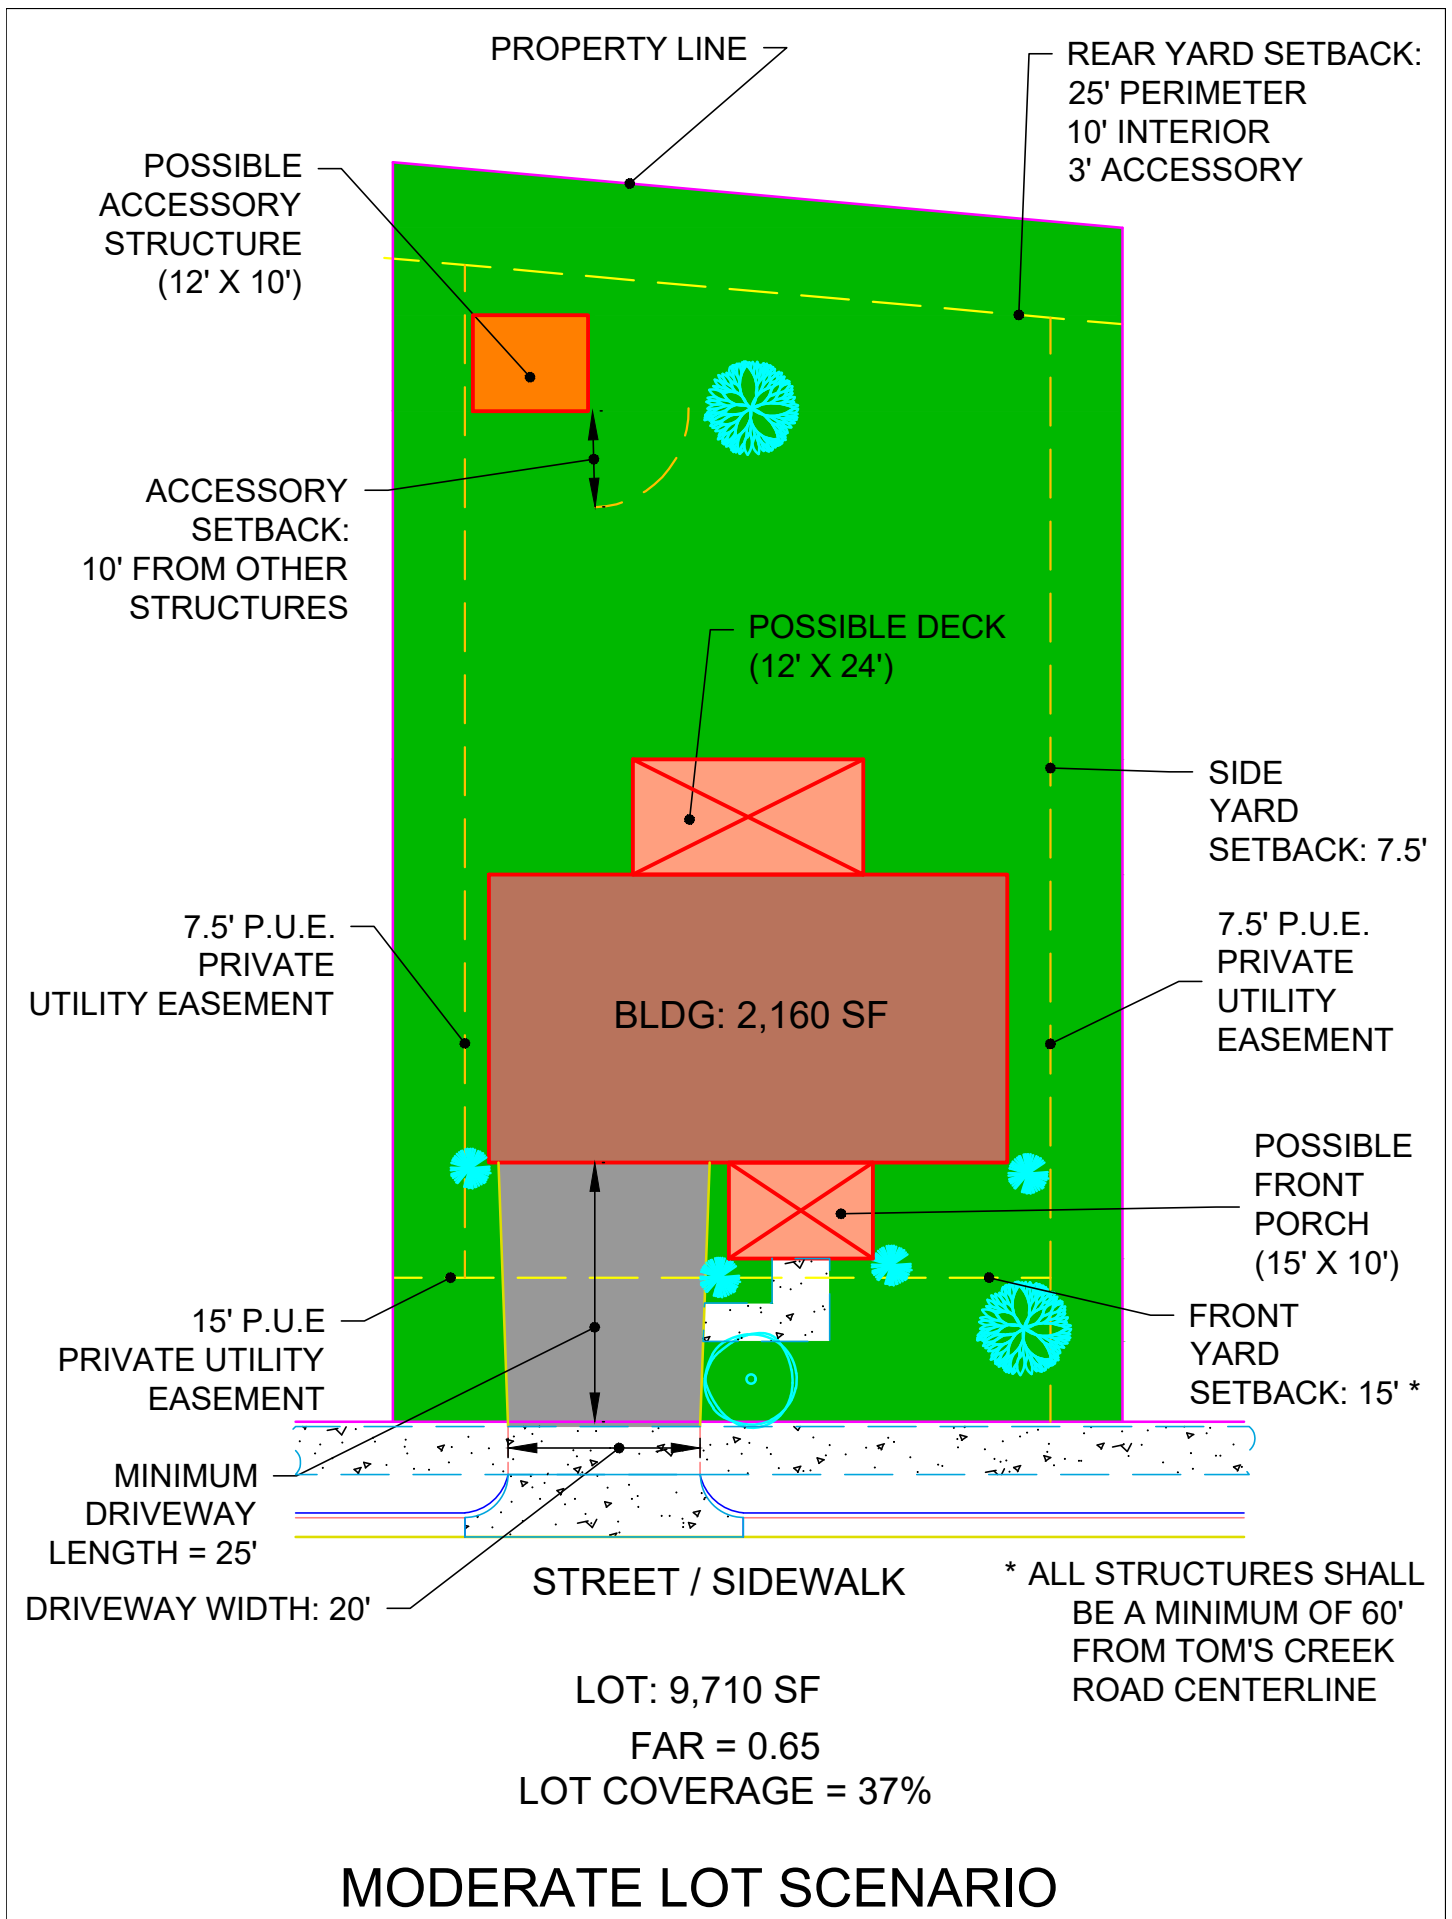 PROPERTY LINE
REAR YARD SETBACK:
25' PERIMETER
10' INTERIOR
3' ACCESSORY
POSSIBLE
ACCESSORY
STRUCTURE
(12' X 10')
ACCESSORY
SETBACK:
10' FROM OTHER
STRUCTURES
POSSIBLE DECK
(12' X 24')
SIDE
YARD
SETBACK: 7.5'
7.5' P.U.E.
PRIVATE
UTILITY EASEMENT
7.5' P.U.E.
PRIVATE
UTILITY
EASEMENT
BLDG: 2,160 SF
POSSIBLE
FRONT
PORCH
(15' X 10')
15' P.U.E
PRIVATE UTILITY
EASEMENT
FRONT
YARD
SETBACK: 15' *
MINIMUM
DRIVEWAY
LENGTH = 25'
DRIVEWAY WIDTH: 20'
STREET / SIDEWALK
* ALL STRUCTURES SHALL
BE A MINIMUM OF 60'
FROM TOM'S CREEK
ROAD CENTERLINE
LOT: 9,710 SF
FAR = 0.65
LOT COVERAGE = 37%
MODERATE LOT SCENARIO